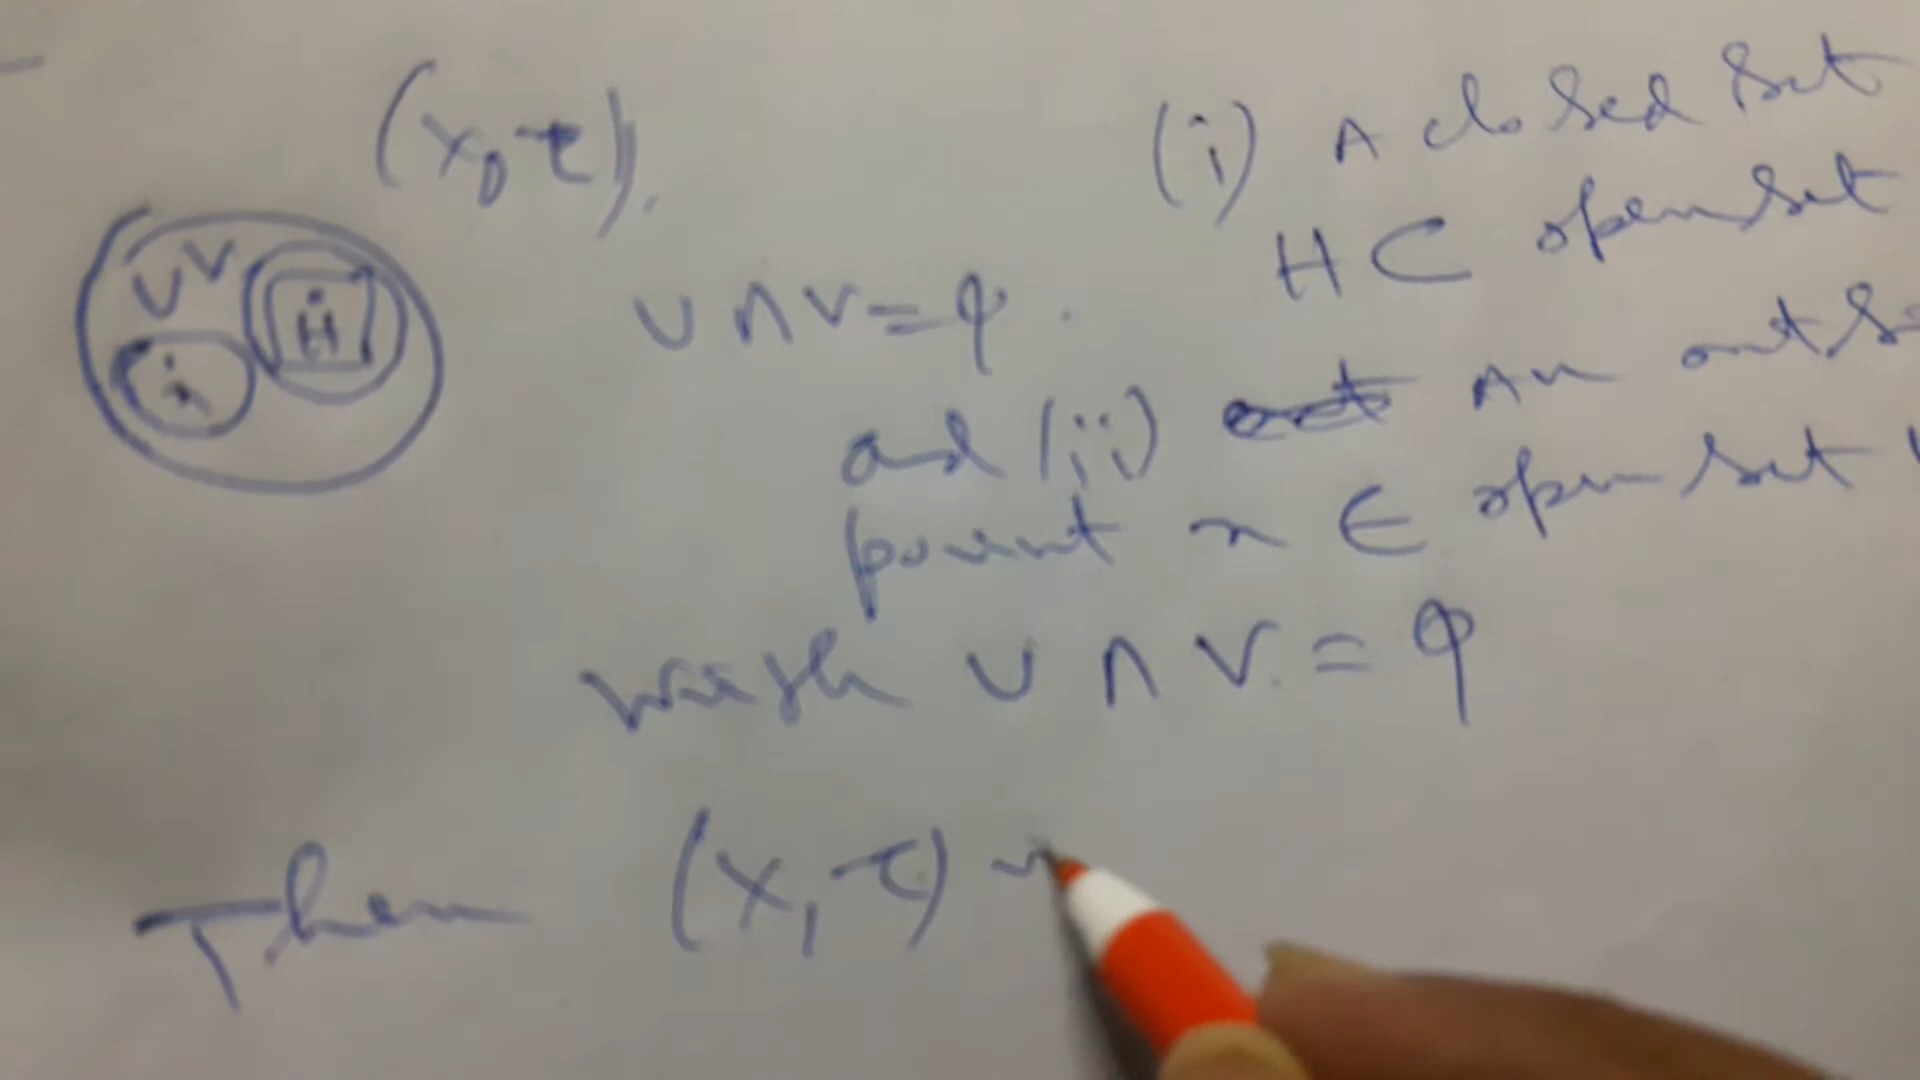 (X, τ).
(i) A closed set
H ⊂ open set
U V
H
x
U ∩ V = φ.
and (ii) An
point x ∈ open set
with U ∩ V = φ
Then (X, τ)